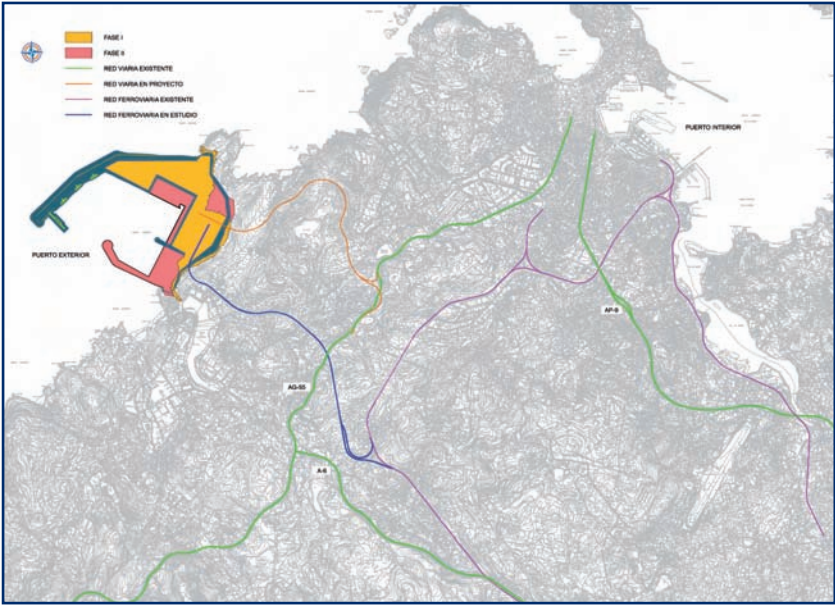 FASE I
FASE II
RED VIARIA EXISTENTE
RED VIARIA EN PROYECTO
RED FERROVIARIA EXISTENTE
RED FERROVIARIA EN ESTUDIO
PUERTO INTERIOR
PUERTO EXTERIOR
AP-9
AG-55
A-6